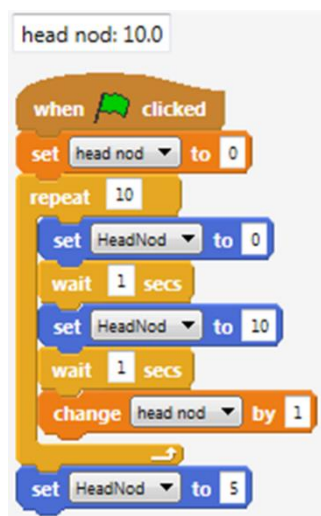 head nod: 10.0
when clicked
set head nod to 0
repeat 10
set HeadNod to 0
wait 1 secs
set HeadNod to 10
wait 1 secs
change head nod by 1
set HeadNod to 5